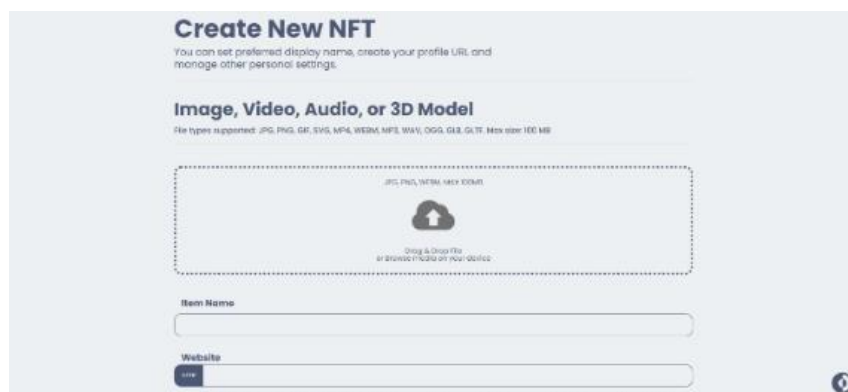 Create New NFT
You can set preferred display name, create your profile URL and
manage other personal settings.
Image, Video, Audio, or 3D Model
File types supported: JPG, PNG, GIF, SVG, MP4, WEBM, MP3, WAV, OGG, GLB, GLTF. Max size: 100 MB
JPG, PNG, WEBM, MAX 100MB
Drag & Drop File
or Browse media on your device
Item Name
Website